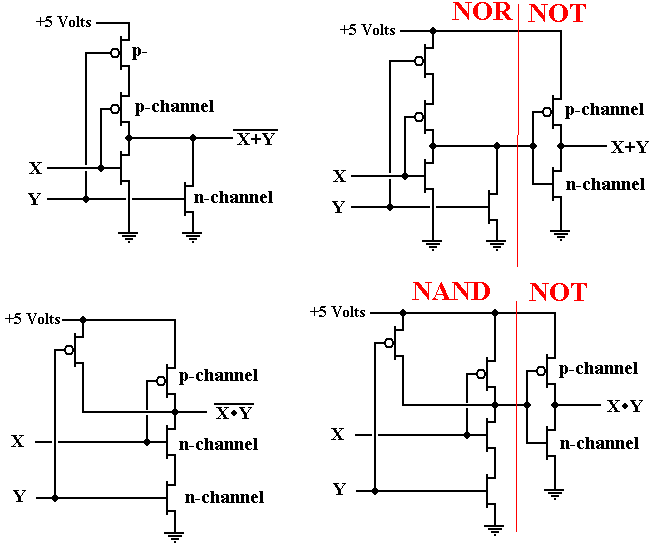 +5 Volts
p-
p-channel
X+Y
X
Y
n-channel
NOR NOT
+5 Volts
p-channel
X+Y
X
n-channel
Y
+5 Volts
p-channel
X•Y
X
n-channel
Y
n-channel
NAND NOT
+5 Volts
p-channel
X•Y
X
n-channel
Y